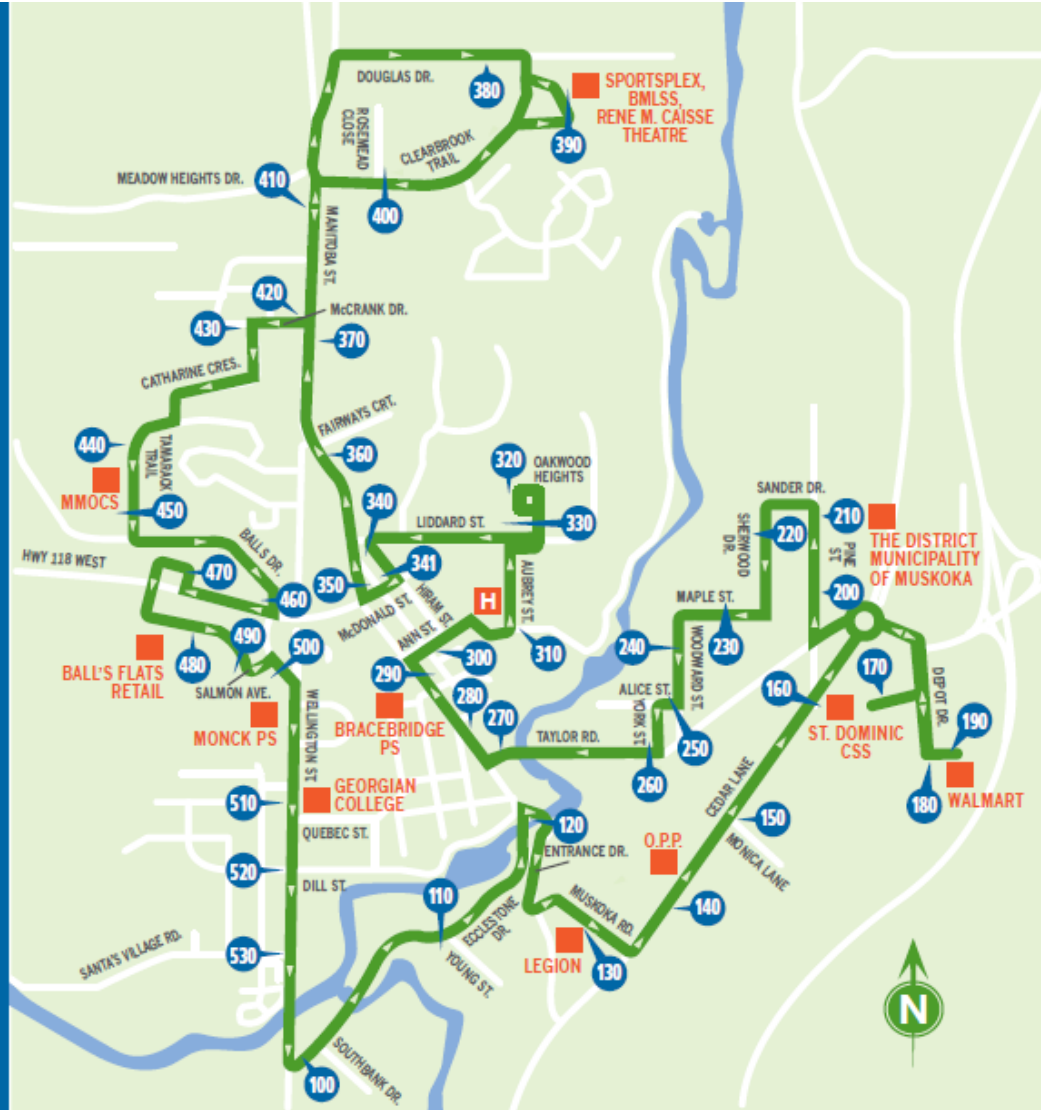 DOUGLAS DR.
380
SPORTSPLEX,
BMLSS,
RENE M. CAISSE
THEATRE
390
ROSEMEAD
CLOSE
CLEARBROOK
TRAIL
MEADOW HEIGHTS DR.
410
400
MANITOBA ST.
420
McCRANK DR.
430
370
CATHARINE CRES.
FAIRWAYS CRT.
440
TAMARACK
TRAIL
360
MMOCS
450
320
OAKWOOD
HEIGHTS
340
LIDDARD ST.
330
SANDER DR.
SHERWOOD
DR.
220
210
PINE
ST.
THE DISTRICT
MUNICIPALITY
OF MUSKOKA
HWY 118 WEST
BALLS DR.
470
460
350
341
HIRAM ST.
McDONALD ST.
H
AUBREY ST.
MAPLE ST.
200
ANN ST.
300
310
240
WOODWARD ST.
230
BALL'S FLATS
RETAIL
480
490
500
SALMON AVE.
290
280
270
BRACEBRIDGE
PS
MONCK PS
WELLINGTON ST.
TAYLOR RD.
ALICE ST.
YORK ST.
250
260
160
170
ST. DOMINIC
CSS
DEPOT DR.
190
180
WALMART
510
GEORGIAN
COLLEGE
QUEBEC ST.
120
ENTRANCE DR.
O.P.P.
CEDAR LANE
150
MONICA LANE
520
DILL ST.
110
ECCLESTONE
DR.
MUSKOKA RD.
140
SANTA'S VILLAGE RD.
530
YOUNG ST.
LEGION
130
100
SOUTHBANK DR.
N